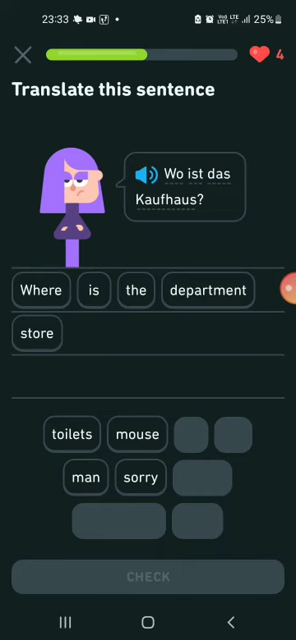 23:33 25%
4
Translate this sentence
Wo ist das
Kaufhaus?
Where is the department
store
toilets mouse
man sorry
CHECK